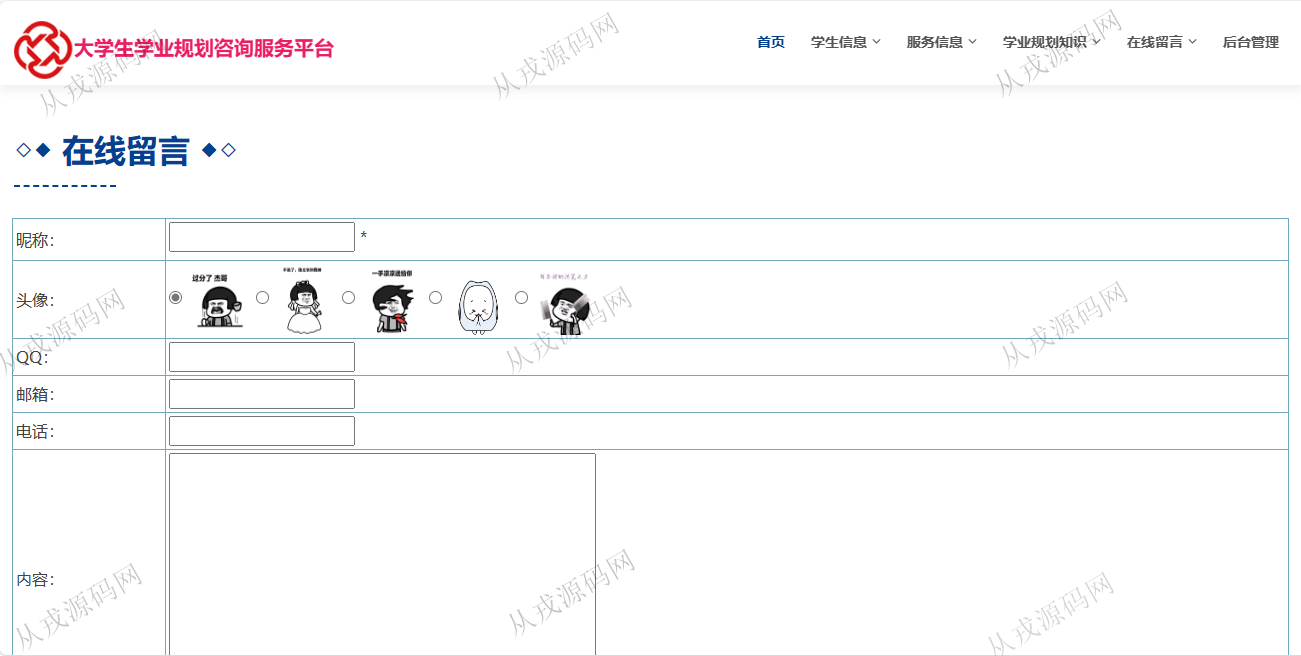 大学生学业规划咨询服务平台
首页 学生信息 服务信息 学业规划知识 在线留言 后台管理
在线留言
昵称: *
头像:
过分了 杰哥
一手凉凉送给你
QQ:
邮箱:
电话:
内容:
从戎源码网
从戎源码网
从戎源码网
从戎源码网
从戎源码网
从戎源码网
从戎源码网
从戎源码网
从戎源码网